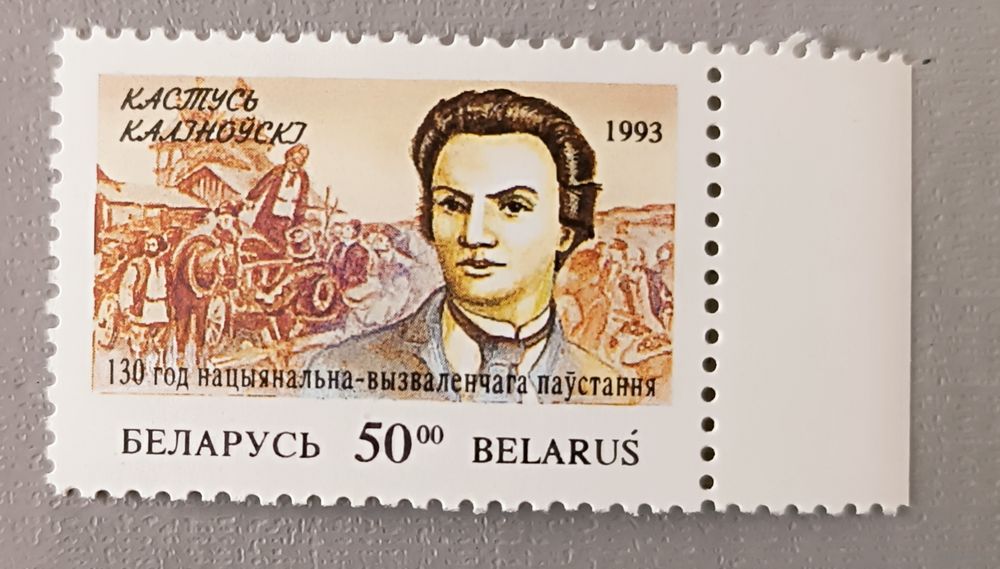 КАСТУСЬ
КАЛІНОЎСКІ
1993
130 год нацыянальна-вызваленчага паўстання
БЕЛАРУСЬ 50⁰⁰ BELARUŚ